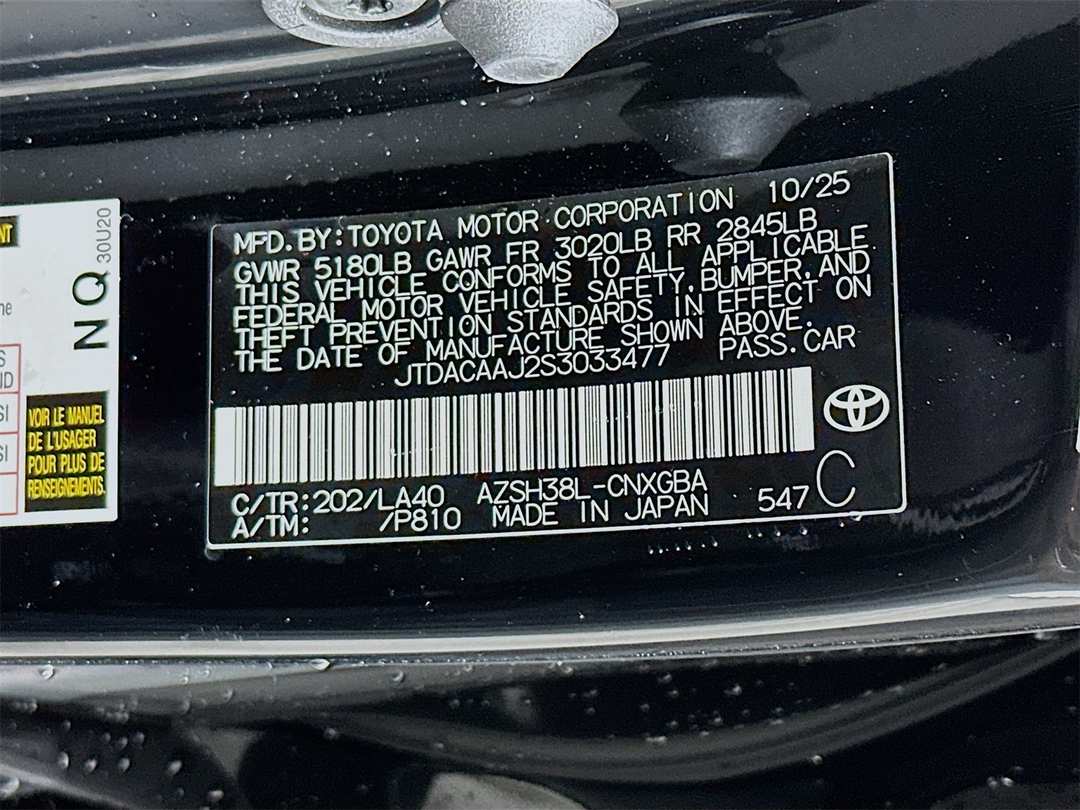 MFD.BY:TOYOTA MOTOR CORPORATION 10/25
GVWR 5180LB GAWR FR 3020LB RR 2845LB
THIS VEHICLE CONFORMS TO ALL APPLICABLE
FEDERAL MOTOR VEHICLE SAFETY,BUMPER,AND
THEFT PREVENTION STANDARDS IN EFFECT ON
THE DATE OF MANUFACTURE SHOWN ABOVE.
JTDACAAJ2S3033477 PASS.CAR
C/TR:202/LA40 AZSH38L-CNXGBA
A/TM: /P810 MADE IN JAPAN 547 C
NQ 30U20
VOIR LE MANUEL
DE L'USAGER
POUR PLUS DE
RENSEIGNEMENTS.